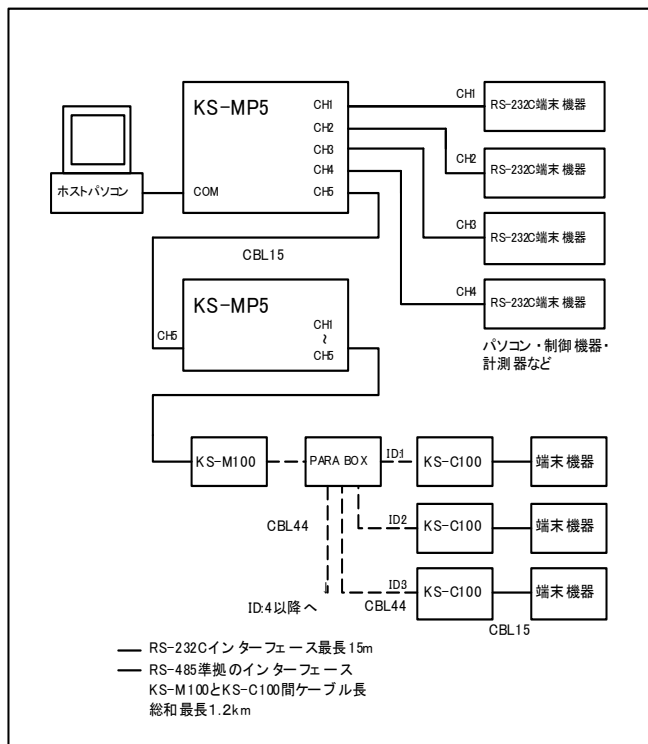 KS-MP5
CH1
CH2
CH3
CH4
CH5
COM
ホストパソコン
CH1
RS-232C端末機器
CH2
RS-232C端末機器
CH3
RS-232C端末機器
CH4
RS-232C端末機器
パソコン・制御機器・
計測器など
CBL15
KS-MP5
CH5
CH1
~
CH5
KS-M100
PARA BOX
ID:1
KS-C100
端末機器
CBL44
ID2
KS-C100
端末機器
ID3
KS-C100
端末機器
ID:4以降へ
CBL44
CBL15
RS-232Cインターフェース最長15m
RS-485準拠のインターフェース
KS-M100とKS-C100間ケーブル長
総和最長1.2km